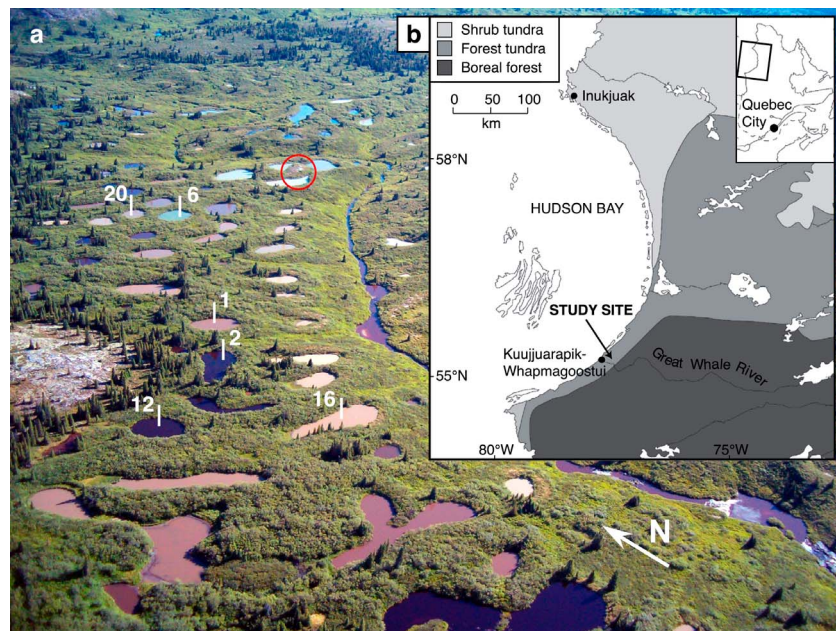 a
20
6
1
2
12
16
N
b
Shrub tundra
Forest tundra
Boreal forest
0 50 100
km
Inukjuak
58°N
HUDSON BAY
STUDY SITE
Kuujjuarapik-
Whapmagoostui
Great Whale River
55°N
80°W
75°W
Quebec
City